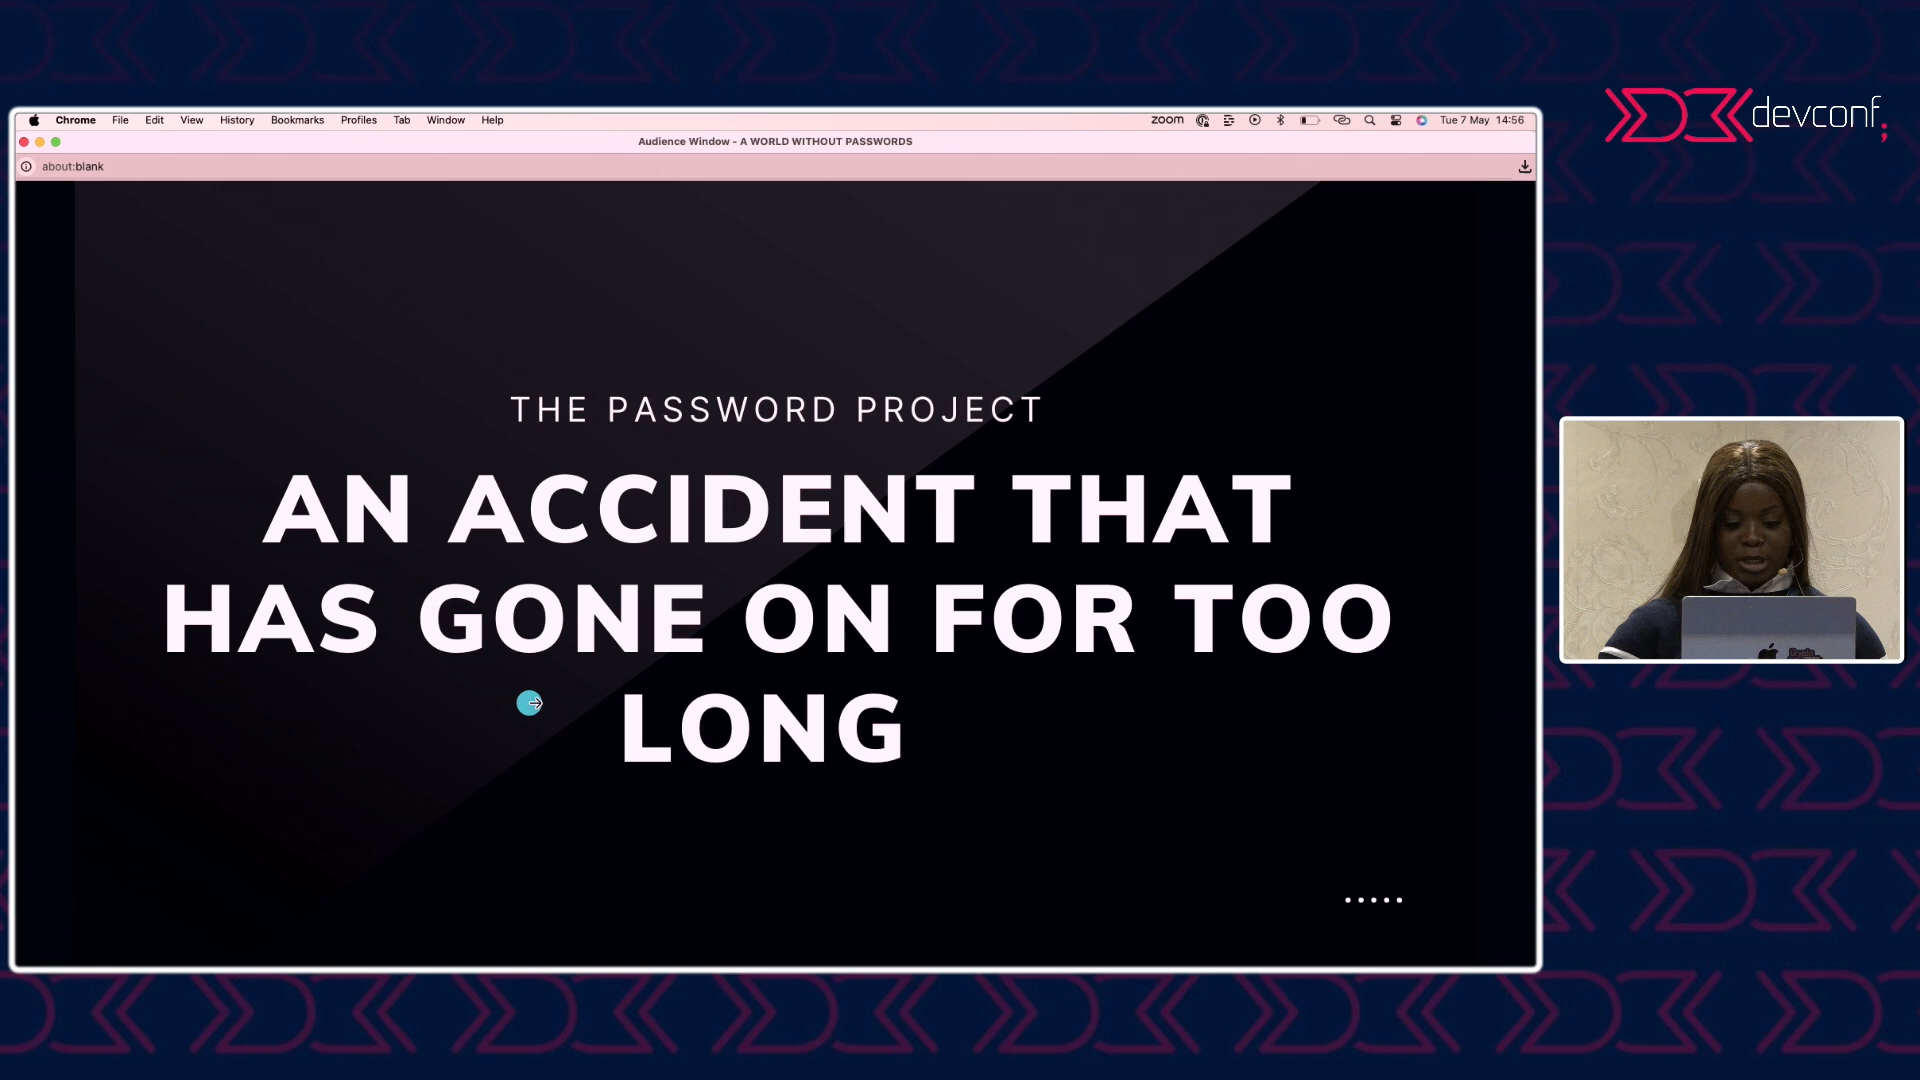 Chrome File Edit View History Bookmarks Profiles Tab Window Help zoom Tue 7 May 14:56
Audience Window - A WORLD WITHOUT PASSWORDS
about:blank
devconf;
THE PASSWORD PROJECT
AN ACCIDENT THAT
HAS GONE ON FOR TOO
LONG